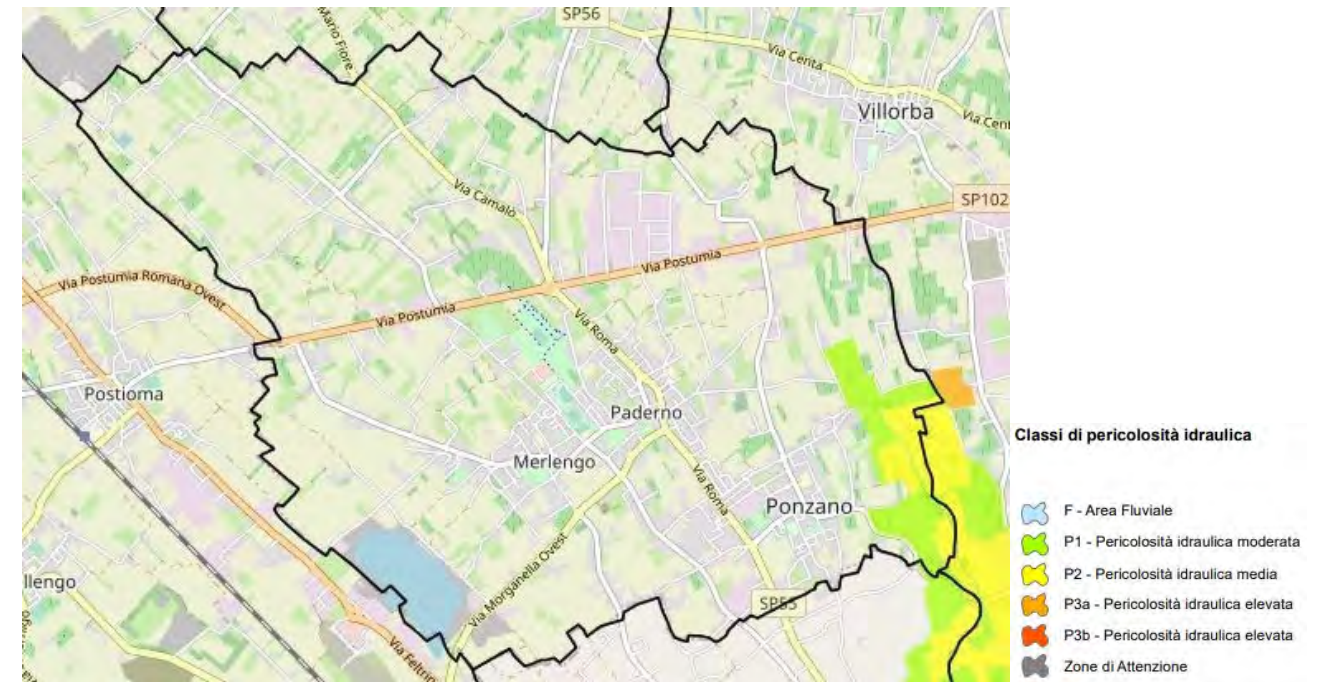 SP56
Mario Fiore
Via Centa
Villorba
Via Cent
Via Camalò
SP102
Via Postumia
Via Postumia Romana Ovest
Via Postumia
Via Roma
Postioma
Paderno
Merlengo
Via Roma
Ponzano
Via Morganella Ovest
llengo
SP55
Via Feltrin
Classi di pericolosità idraulica
F - Area Fluviale
P1 - Pericolosità idraulica moderata
P2 - Pericolosità idraulica media
P3a - Pericolosità idraulica elevata
P3b - Pericolosità idraulica elevata
Zone di Attenzione